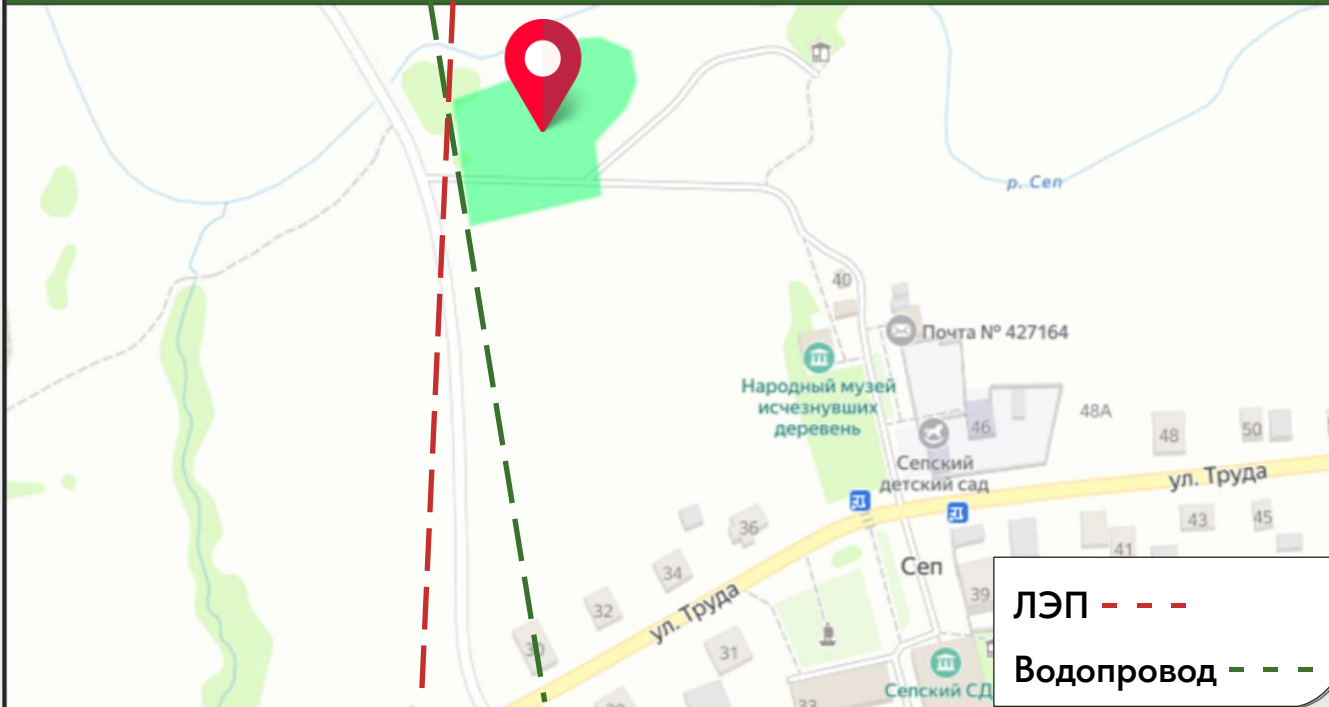 р. Сеп
40
Почта № 427164
Народный музей
исчезнувших
деревень
48А
46
48
50
Сепский
детский сад
ул. Труда
43
45
36
41
34
Сеп
39
32
ул. Труда
30
31
Сепский СД
33
ЛЭП
Водопровод